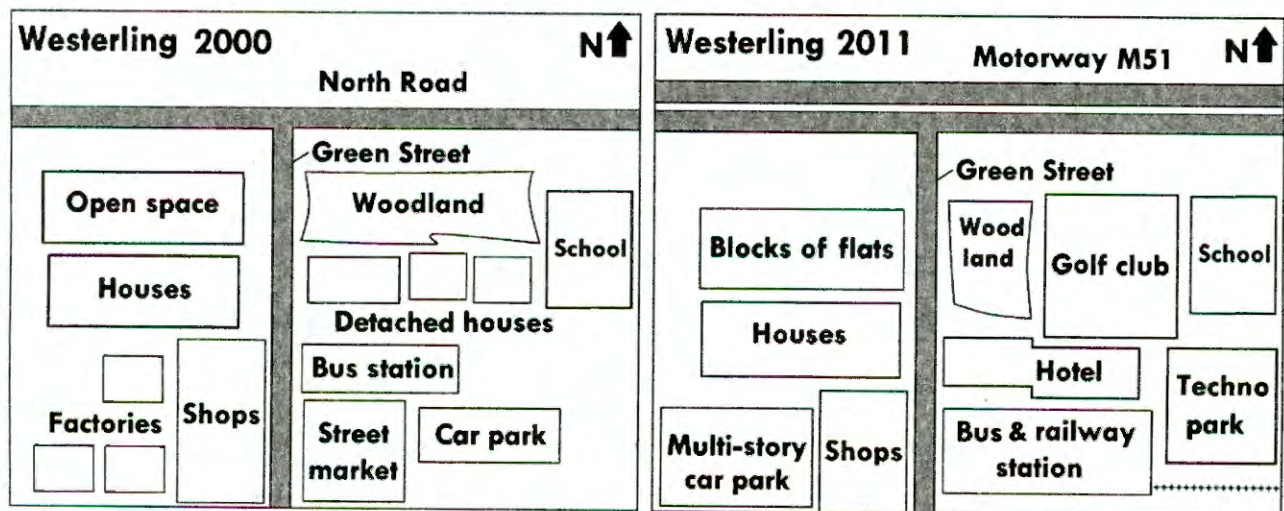 Westerling 2000
N
North Road
Green Street
Open space
Woodland
School
Houses
Detached houses
Bus station
Factories
Shops
Street
market
Car park
Westerling 2011
Motorway M51
N
Green Street
Blocks of flats
Wood
land
Golf club
School
Houses
Hotel
Techno
park
Multi-story
car park
Shops
Bus & railway
station